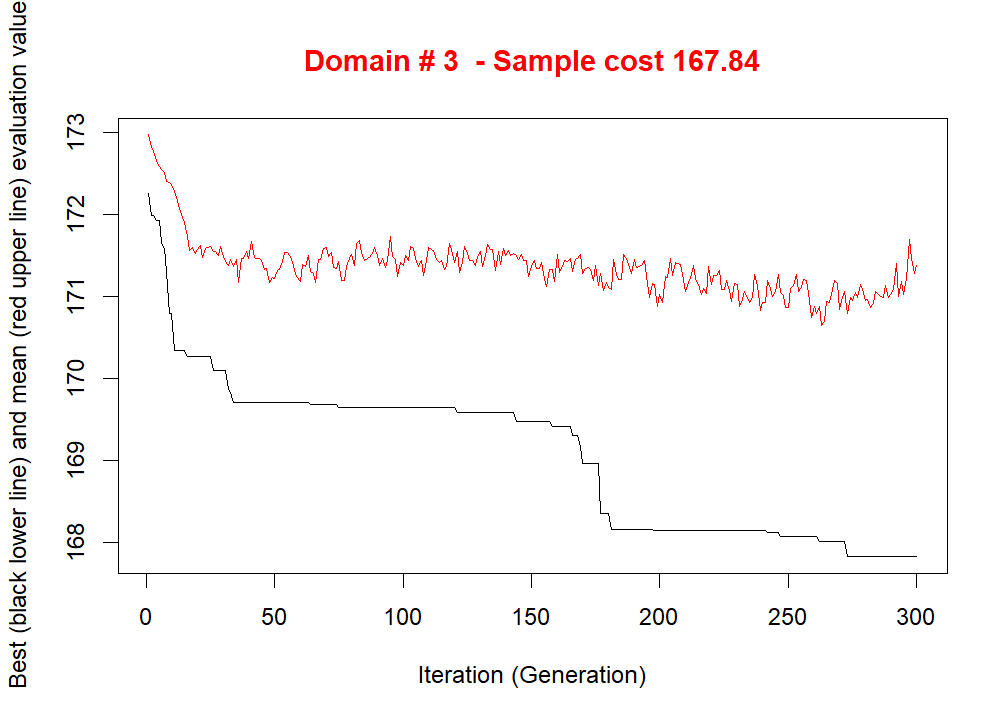 Domain # 3  - Sample cost 167.84
Best (black lower line) and mean (red upper line) evaluation value
173
172
171
170
169
168
0 50 100 150 200 250 300
Iteration (Generation)